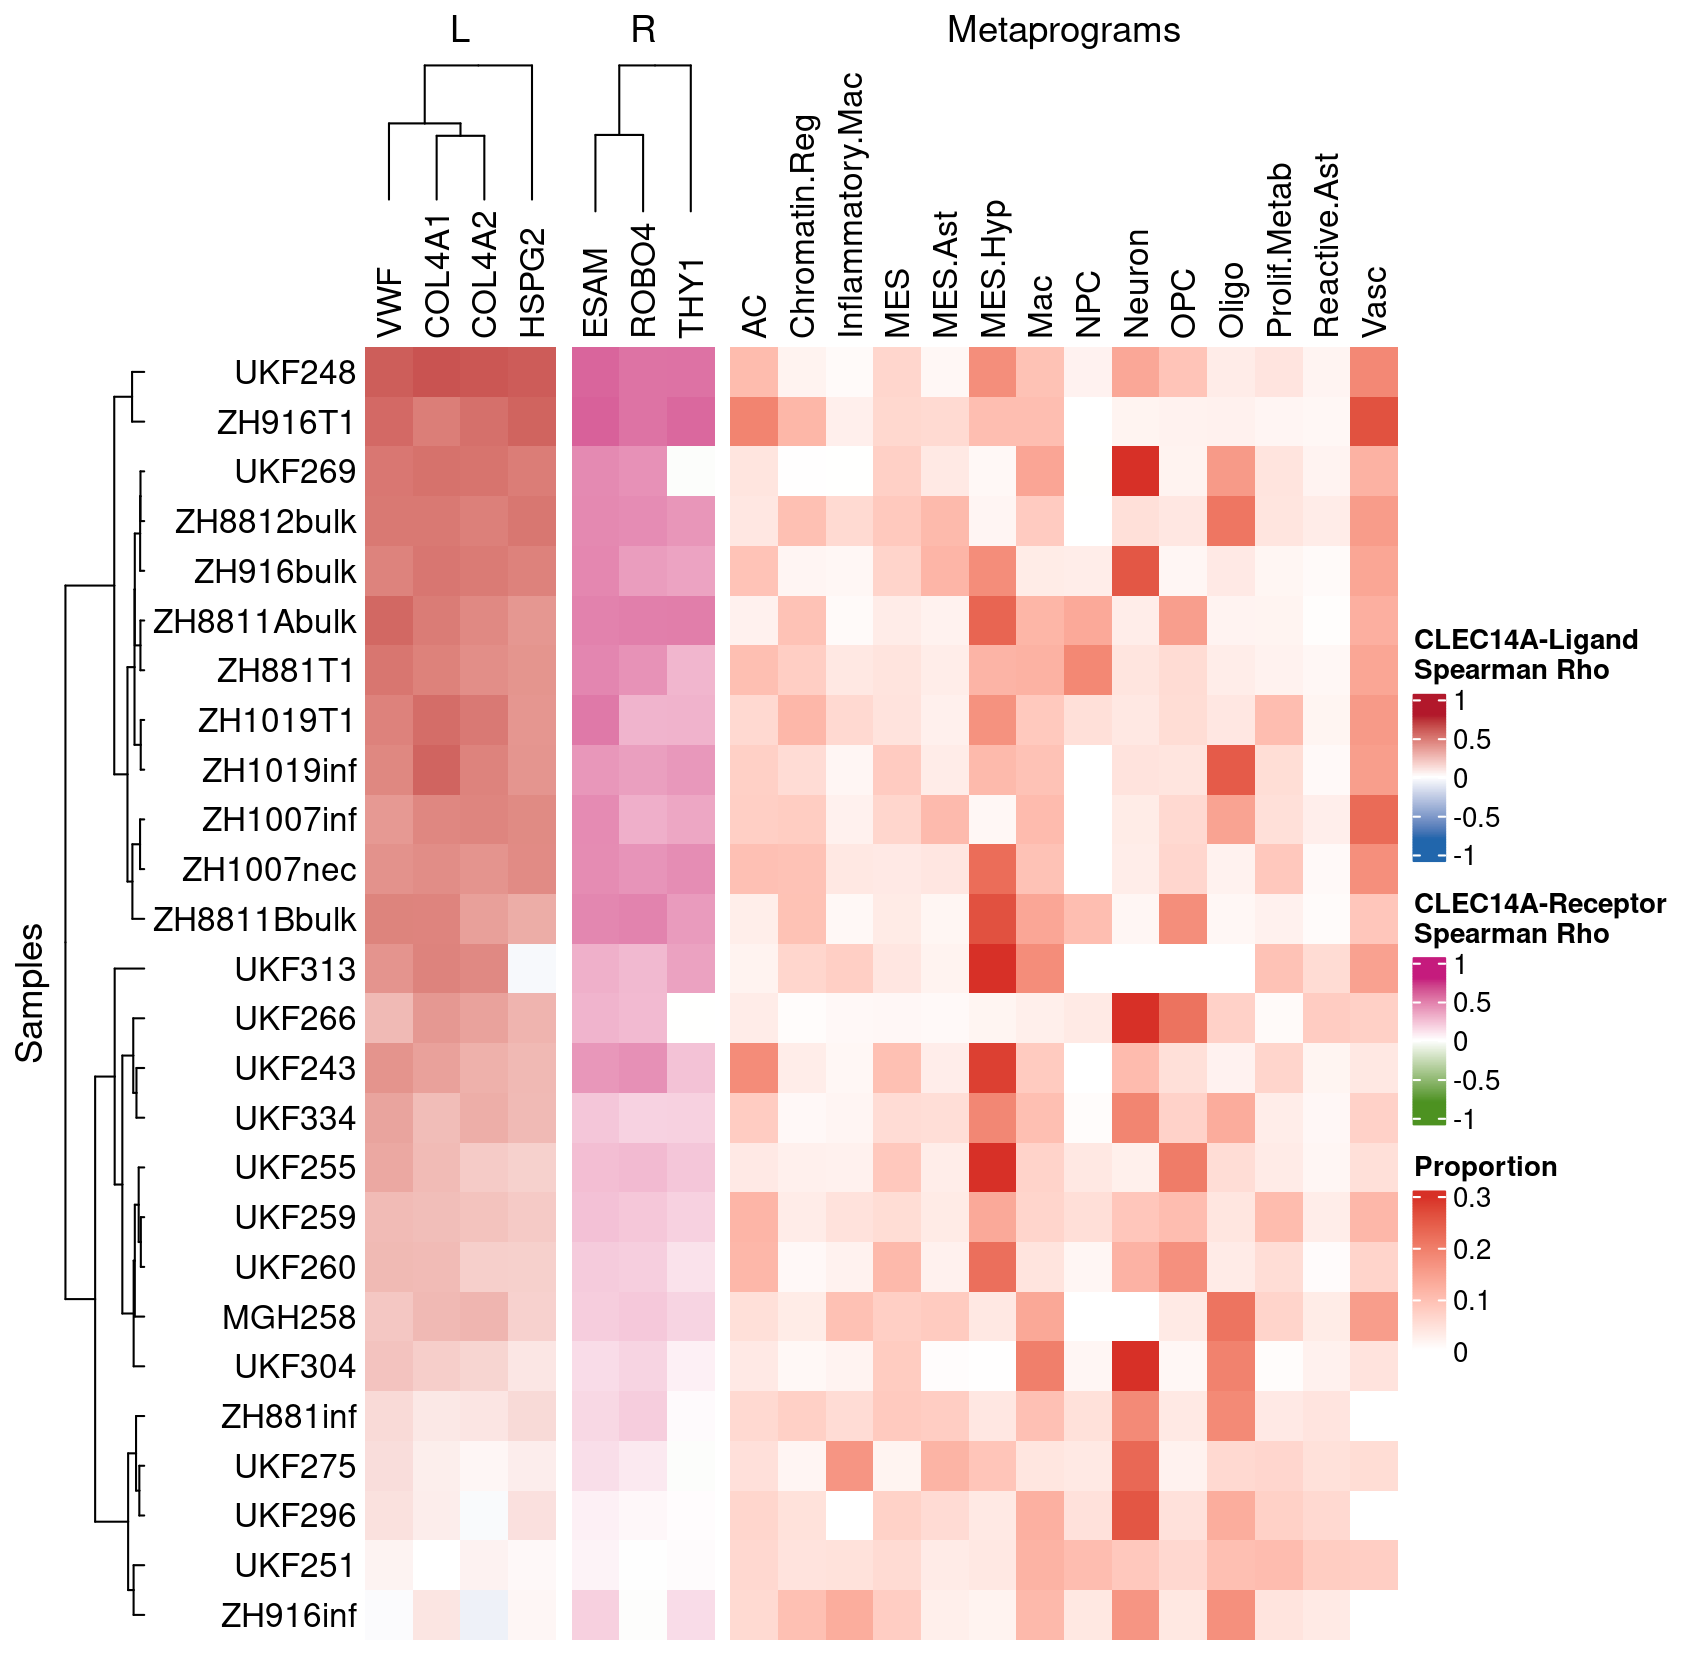 L R Metaprograms
VWF COL4A1 COL4A2 HSPG2 ESAM ROBO4 THY1 AC Chromatin.Reg Inflammatory.Mac MES MES.Ast MES.Hyp Mac NPC Neuron OPC Oligo Prolif.Metab Reactive.Ast Vasc
Samples
UKF248
ZH916T1
UKF269
ZH8812bulk
ZH916bulk
ZH8811Abulk
ZH881T1
ZH1019T1
ZH1019inf
ZH1007inf
ZH1007nec
ZH8811Bbulk
UKF313
UKF266
UKF243
UKF334
UKF255
UKF259
UKF260
MGH258
UKF304
ZH881inf
UKF275
UKF296
UKF251
ZH916inf
CLEC14A-Ligand
Spearman Rho
1
0.5
0
-0.5
-1
CLEC14A-Receptor
Spearman Rho
1
0.5
0
-0.5
-1
Proportion
0.3
0.2
0.1
0